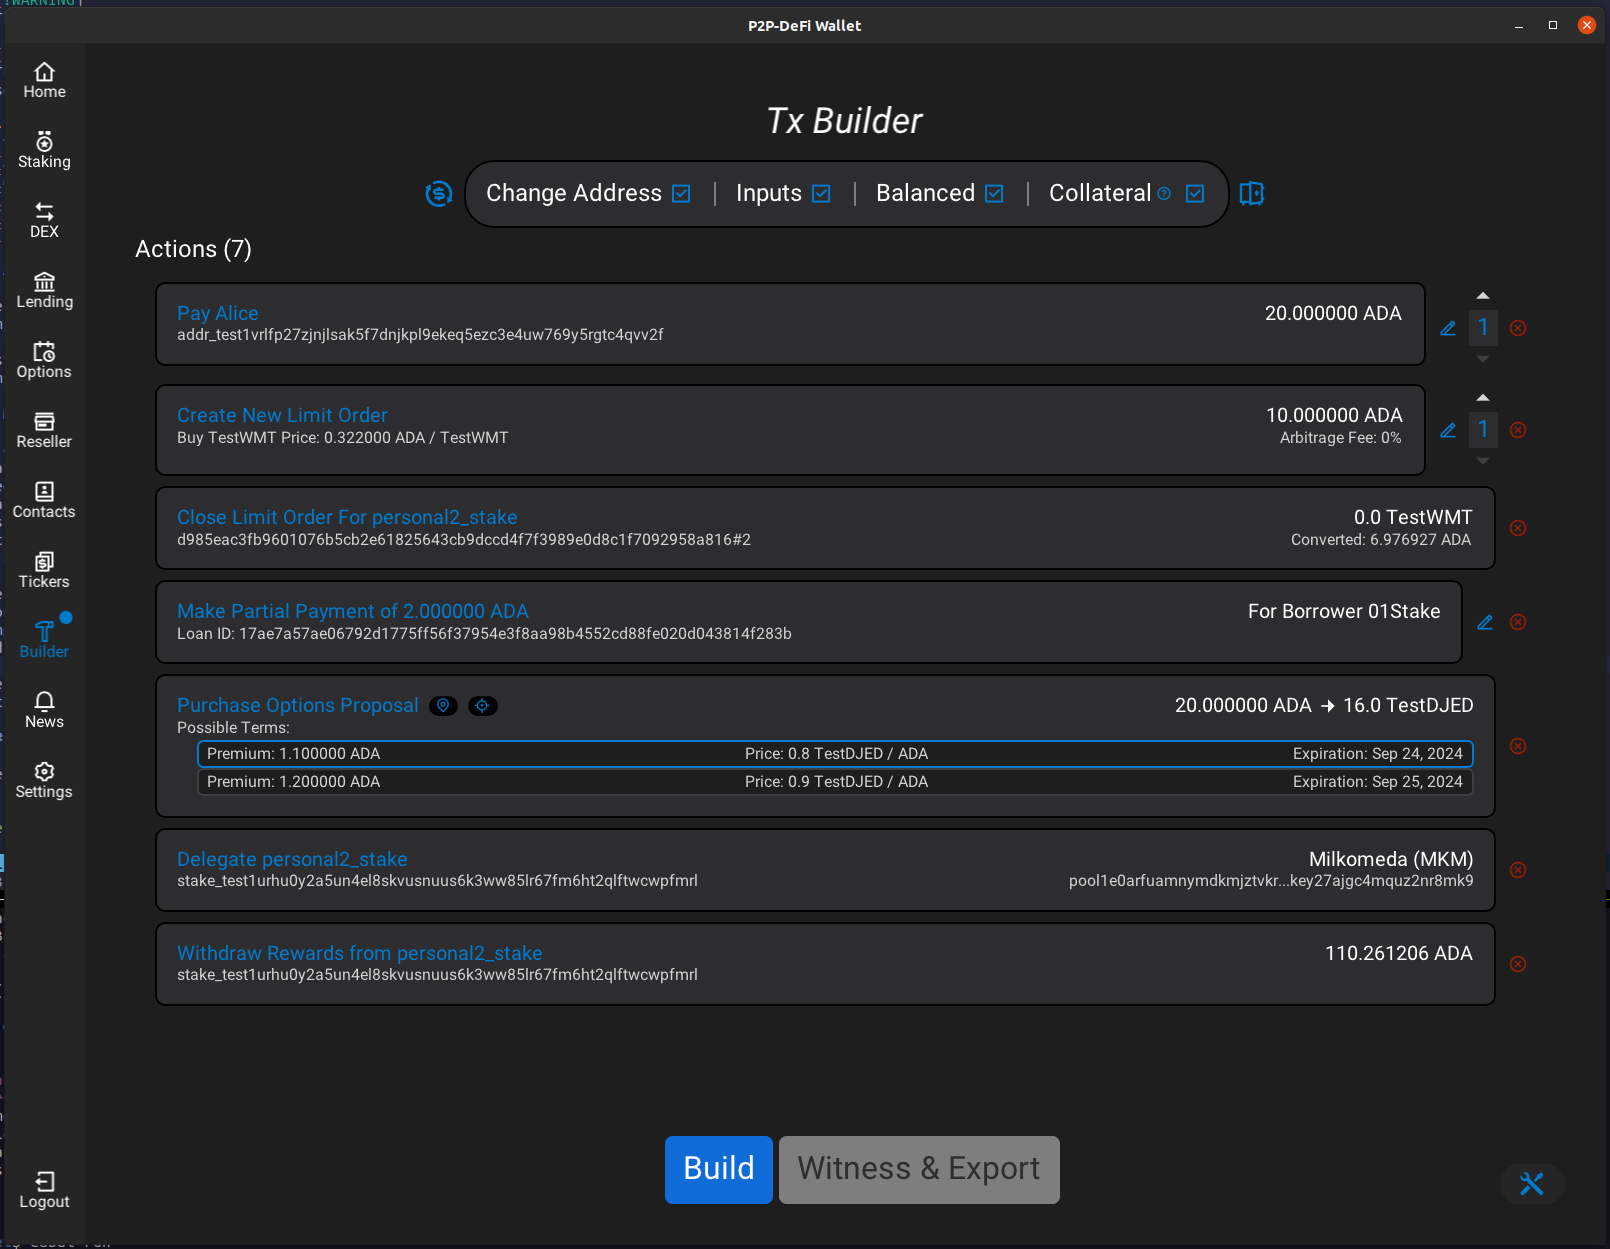 P2P-DeFi Wallet
Home
Staking
DEX
Lending
Options
Reseller
Contacts
Tickers
Builder
News
Settings
Logout
Tx Builder
Change Address | Inputs | Balanced | Collateral
Actions (7)
Pay Alice 20.000000 ADA
addr_test1vrlfp27zjnjlsak5f7dnjkpl9ekeq5ezc3e4uw769y5rgtc4qvv2f
1
Create New Limit Order 10.000000 ADA
Buy TestWMT Price: 0.322000 ADA / TestWMT Arbitrage Fee: 0%
1
Close Limit Order For personal2_stake 0.0 TestWMT
d985eac3fb9601076b5cb2e61825643cb9dccd4f7f3989e0d8c1f7092958a816#2 Converted: 6.976927 ADA
Make Partial Payment of 2.000000 ADA For Borrower 01Stake
Loan ID: 17ae7a57ae06792d1775ff56f37954e3f8aa98b4552cd88fe020d043814f283b
Purchase Options Proposal 20.000000 ADA → 16.0 TestDJED
Possible Terms:
Premium: 1.100000 ADA Price: 0.8 TestDJED / ADA Expiration: Sep 24, 2024
Premium: 1.200000 ADA Price: 0.9 TestDJED / ADA Expiration: Sep 25, 2024
Delegate personal2_stake Milkomeda (MKM)
stake_test1urhu0y2a5un4el8skvusnuus6k3ww85lr67fm6ht2qlftwcwpfmrl pool1e0arfuamnymdkmjztvkr...key27ajgc4mquz2nr8mk9
Withdraw Rewards from personal2_stake 110.261206 ADA
stake_test1urhu0y2a5un4el8skvusnuus6k3ww85lr67fm6ht2qlftwcwpfmrl
Build
Witness & Export